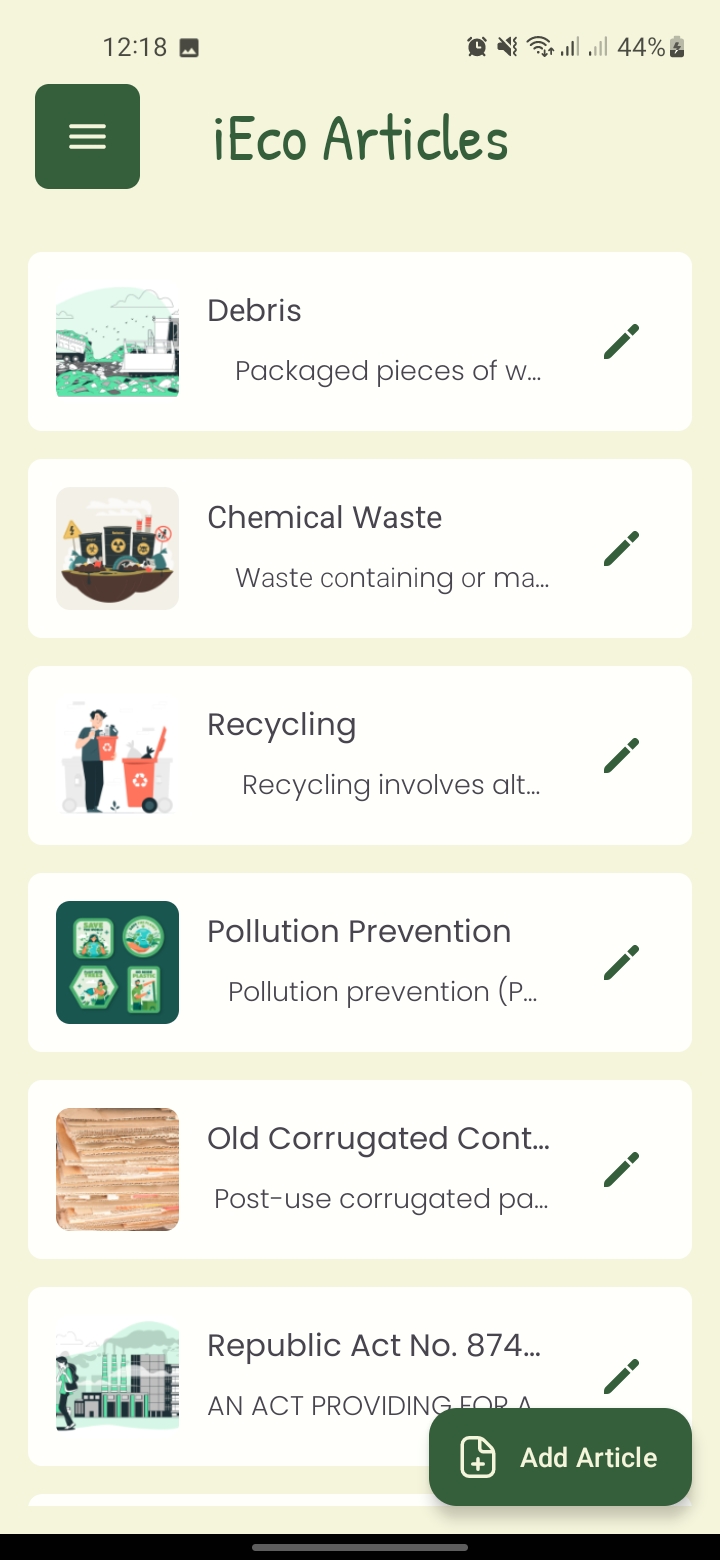 12:18
44%
iEco Articles
Debris
Packaged pieces of w...
Chemical Waste
Waste containing or ma...
Recycling
Recycling involves alt...
Pollution Prevention
Pollution prevention (P...
Old Corrugated Cont...
Post-use corrugated pa...
Republic Act No. 874...
AN ACT PROVIDING FOR A
Add Article